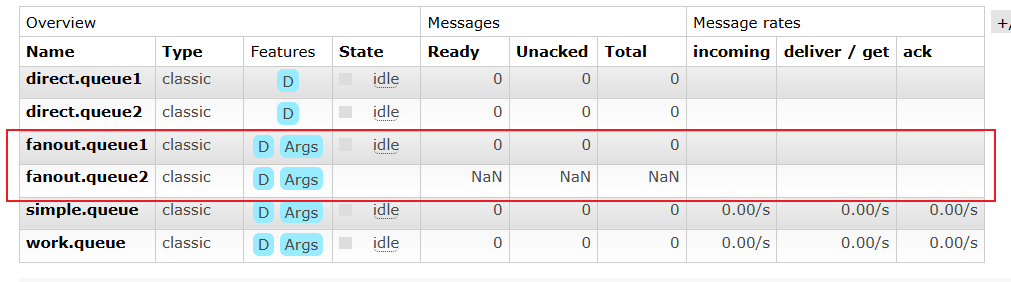 Overview Messages Message rates +/
Name Type Features State Ready Unacked Total incoming deliver / get ack
direct.queue1 classic D idle 0 0 0
direct.queue2 classic D idle 0 0 0
fanout.queue1 classic D Args idle 0 0 0
fanout.queue2 classic D Args NaN NaN NaN
simple.queue classic D Args idle 0 0 0 0.00/s 0.00/s 0.00/s
work.queue classic D Args idle 0 0 0 0.00/s 0.00/s 0.00/s